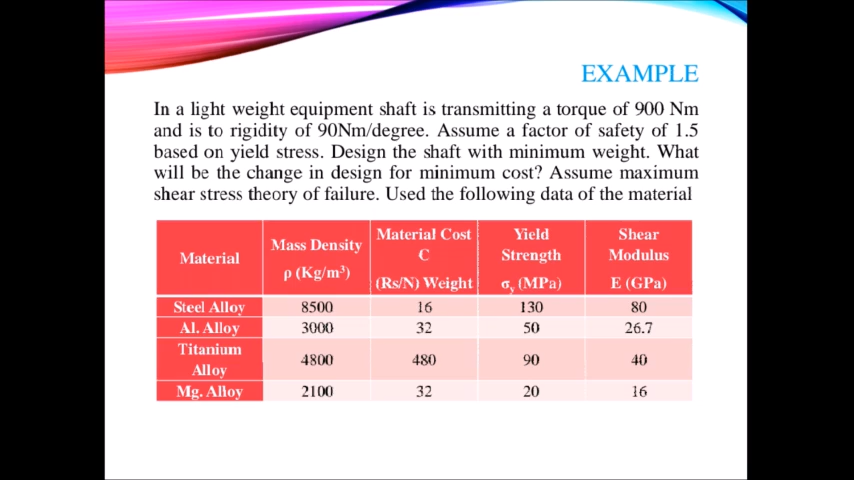 EXAMPLE
In a light weight equipment shaft is transmitting a torque of 900 Nm
and is to rigidity of 90Nm/degree. Assume a factor of safety of 1.5
based on yield stress. Design the shaft with minimum weight. What
will be the change in design for minimum cost? Assume maximum
shear stress theory of failure. Used the following data of the material
Material | Mass Density ρ (Kg/m³) | Material Cost C (Rs/N) Weight | Yield Strength σy (MPa) | Shear Modulus E (GPa)
Steel Alloy | 8500 | 16 | 130 | 80
Al. Alloy | 3000 | 32 | 50 | 26.7
Titanium Alloy | 4800 | 480 | 90 | 40
Mg. Alloy | 2100 | 32 | 20 | 16